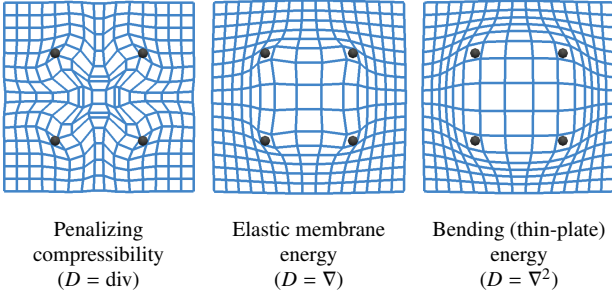 Penalizing
compressibility
(D = div)
Elastic membrane
energy
(D = ∇)
Bending (thin-plate)
energy
(D = ∇²)